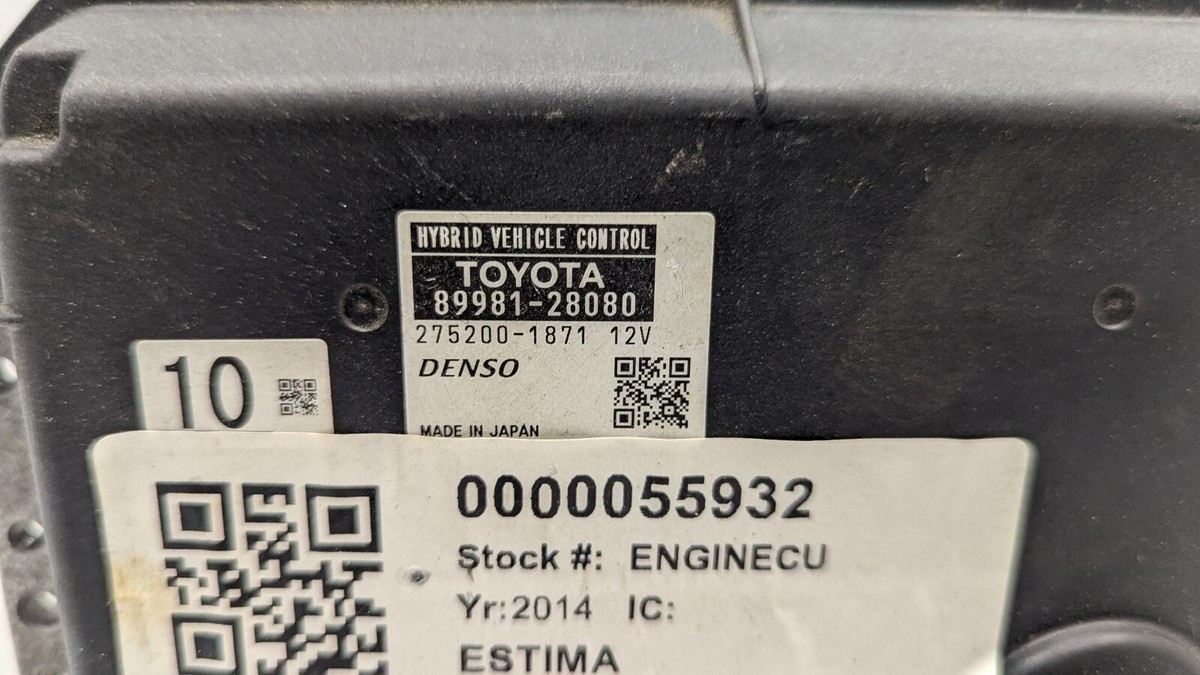 HYBRID VEHICLE CONTROL
TOYOTA
89981-28080
275200-1871 12V
DENSO
MADE IN JAPAN
10
0000055932
Stock #: ENGINECU
Yr:2014 IC:
ESTIMA